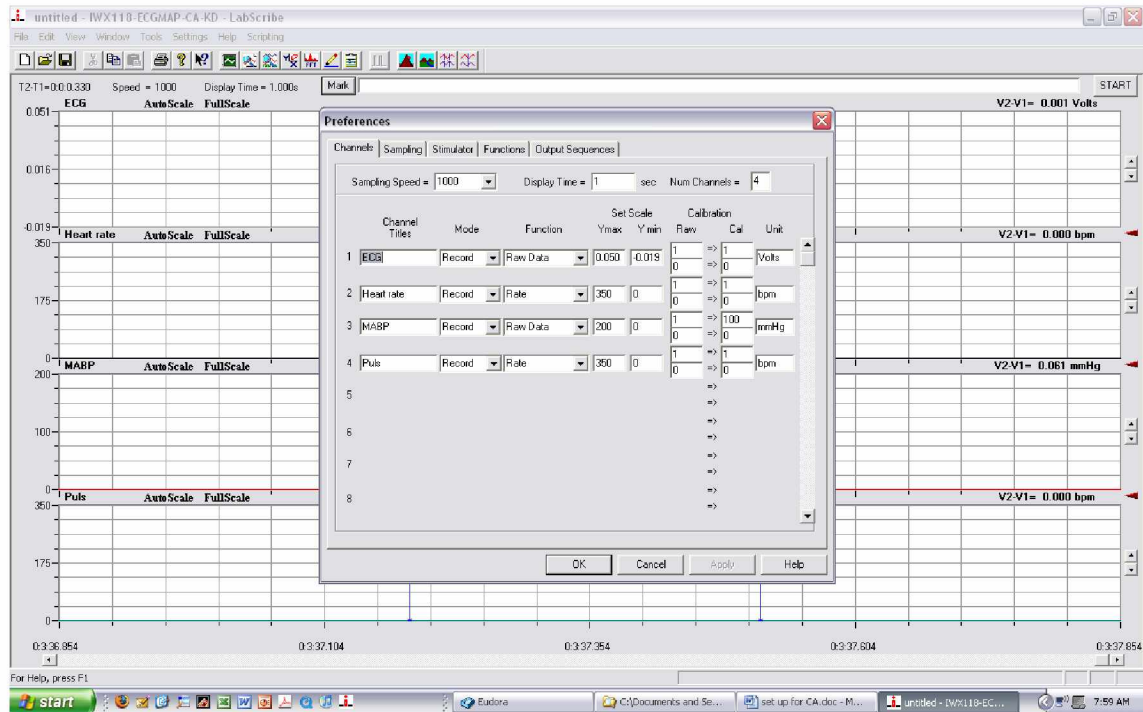 untitled - IWX118-ECGMAP-CA-KD - LabScribe
File Edit View Window Tools Settings Help Scripting
T2-T1=0:0:0.330 Speed = 1000 Display Time = 1.000s Mark START
ECG AutoScale FullScale V2-V1= 0.001 Volts
0.051
0.016
-0.019
Heart rate AutoScale FullScale V2-V1= 0.000 bpm
350
175
0
MABP AutoScale FullScale V2-V1= 0.061 mmHg
200
100
0
Puls AutoScale FullScale V2-V1= 0.000 bpm
350
175
0
0:3:36.854 0:3:37.104 0:3:37.354 0:3:37.604 0:3:37.854
Preferences
Channels Sampling Stimulator Functions Output Sequences
Sampling Speed = 1000 Display Time = 1 sec Num Channels = 4
Set Scale Calibration
Channel Titles Mode Function Ymax Y min Raw Cal Unit
1 ECG Record Raw Data 0.050 -0.019 1 => 1 Volts
0 => 0
2 Heart rate Record Rate 350 0 1 => 1 bpm
0 => 0
3 MABP Record Raw Data 200 0 1 => 100 mmHg
0 => 0
4 Puls Record Rate 350 0 1 => 1 bpm
0 => 0
5 =>
=>
6 =>
=>
7 =>
=>
8 =>
=>
OK Cancel Apply Help
For Help, press F1
start Eudora C:\Documents and Se... set up for CA.doc - M... untitled - IWX118-EC... 7:59 AM